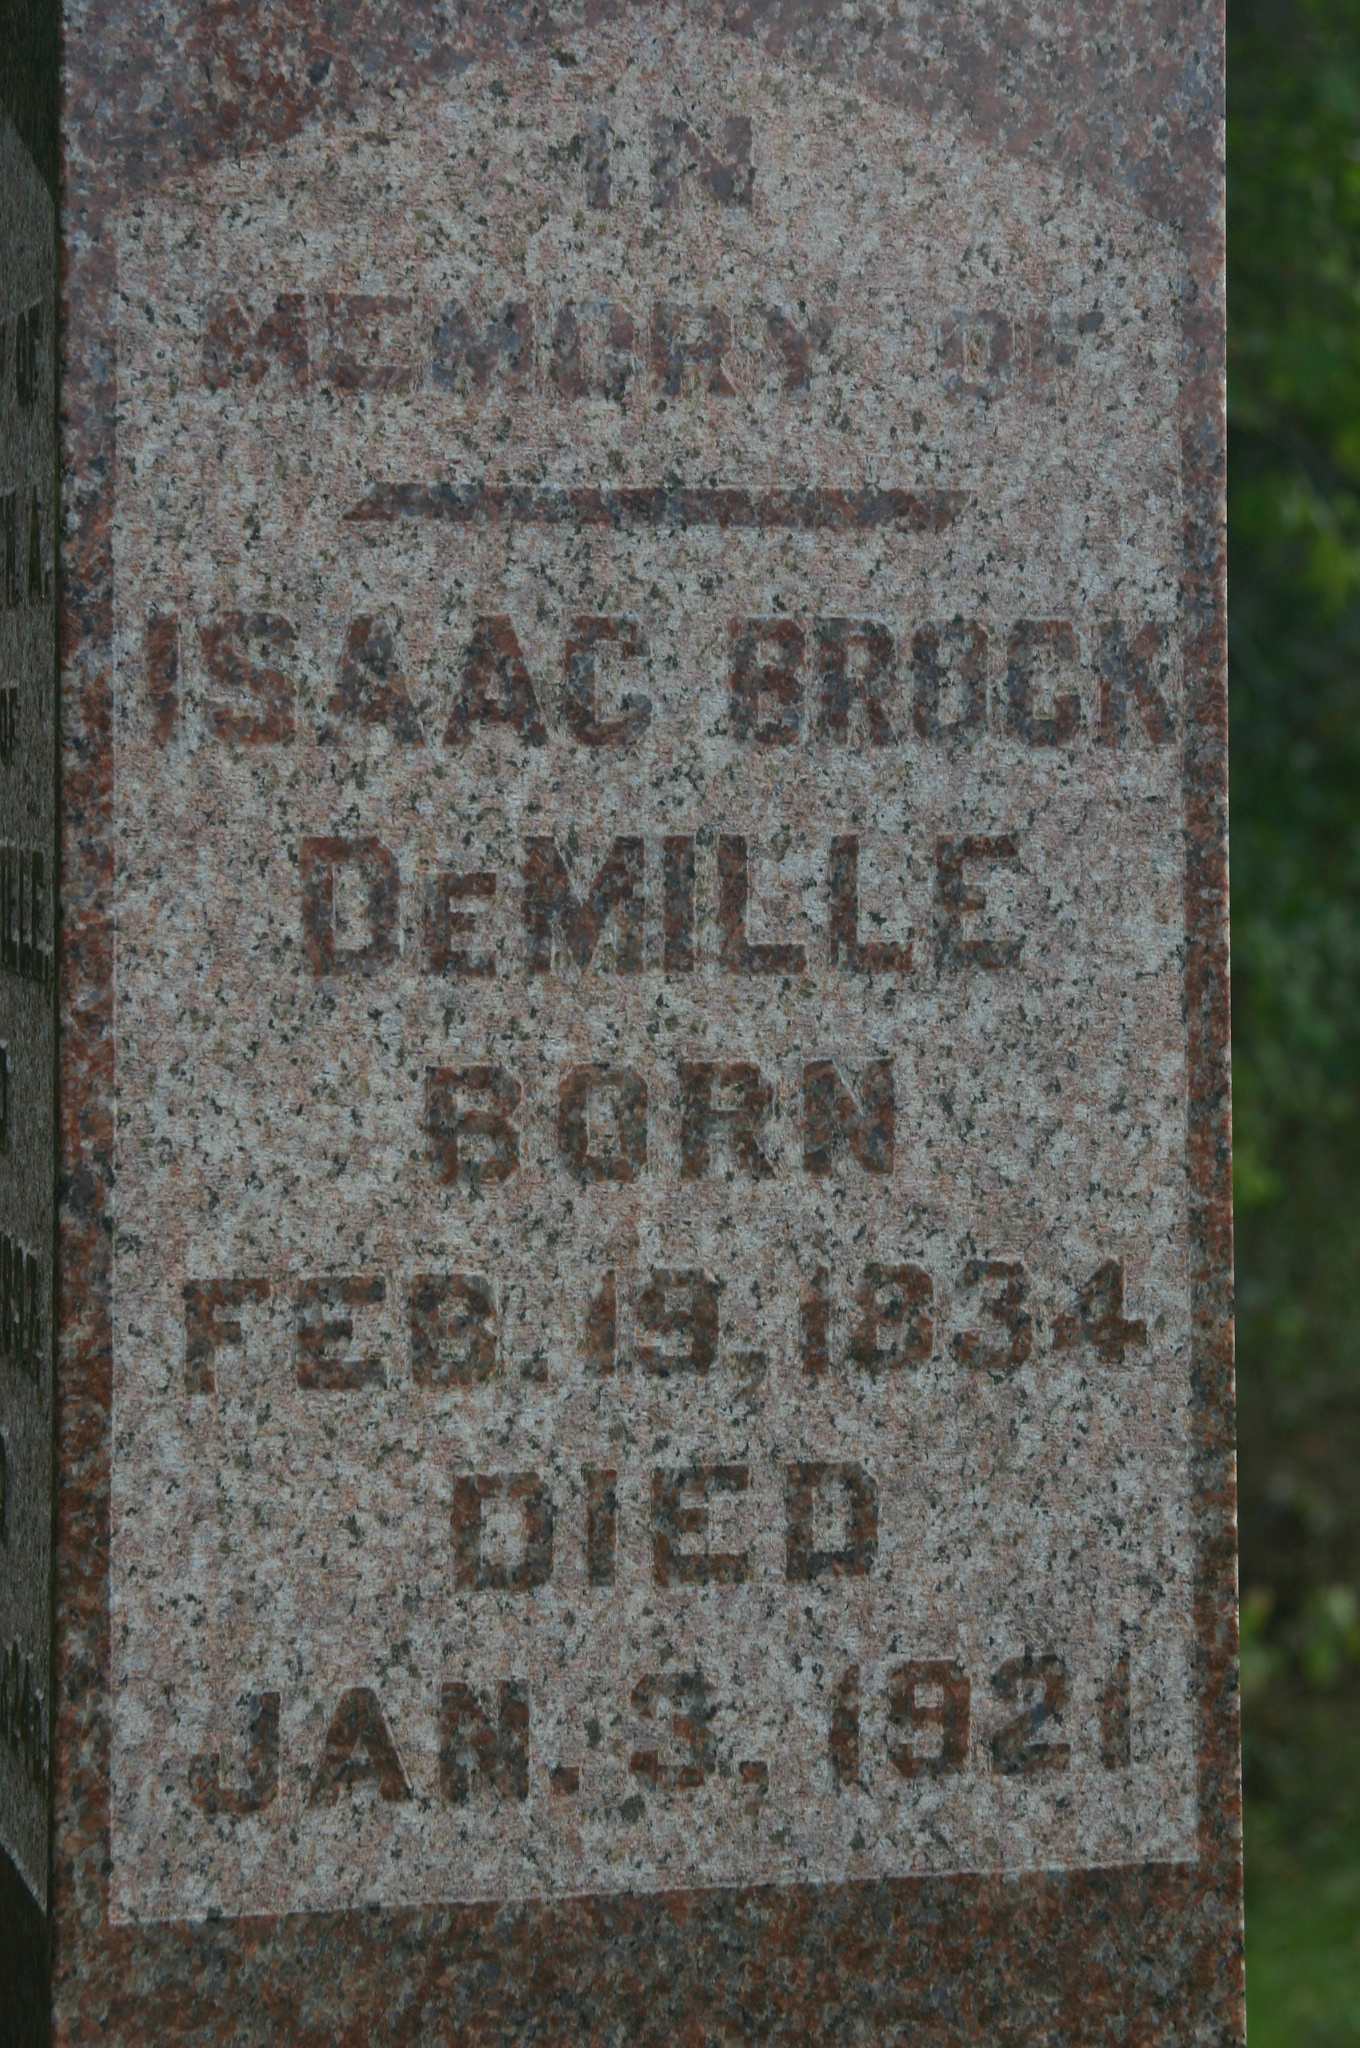 IN
MEMORY OF
ISAAC BROCK
DEMILLE
BORN
FEB. 19, 1834
DIED
JAN. 3, 1921